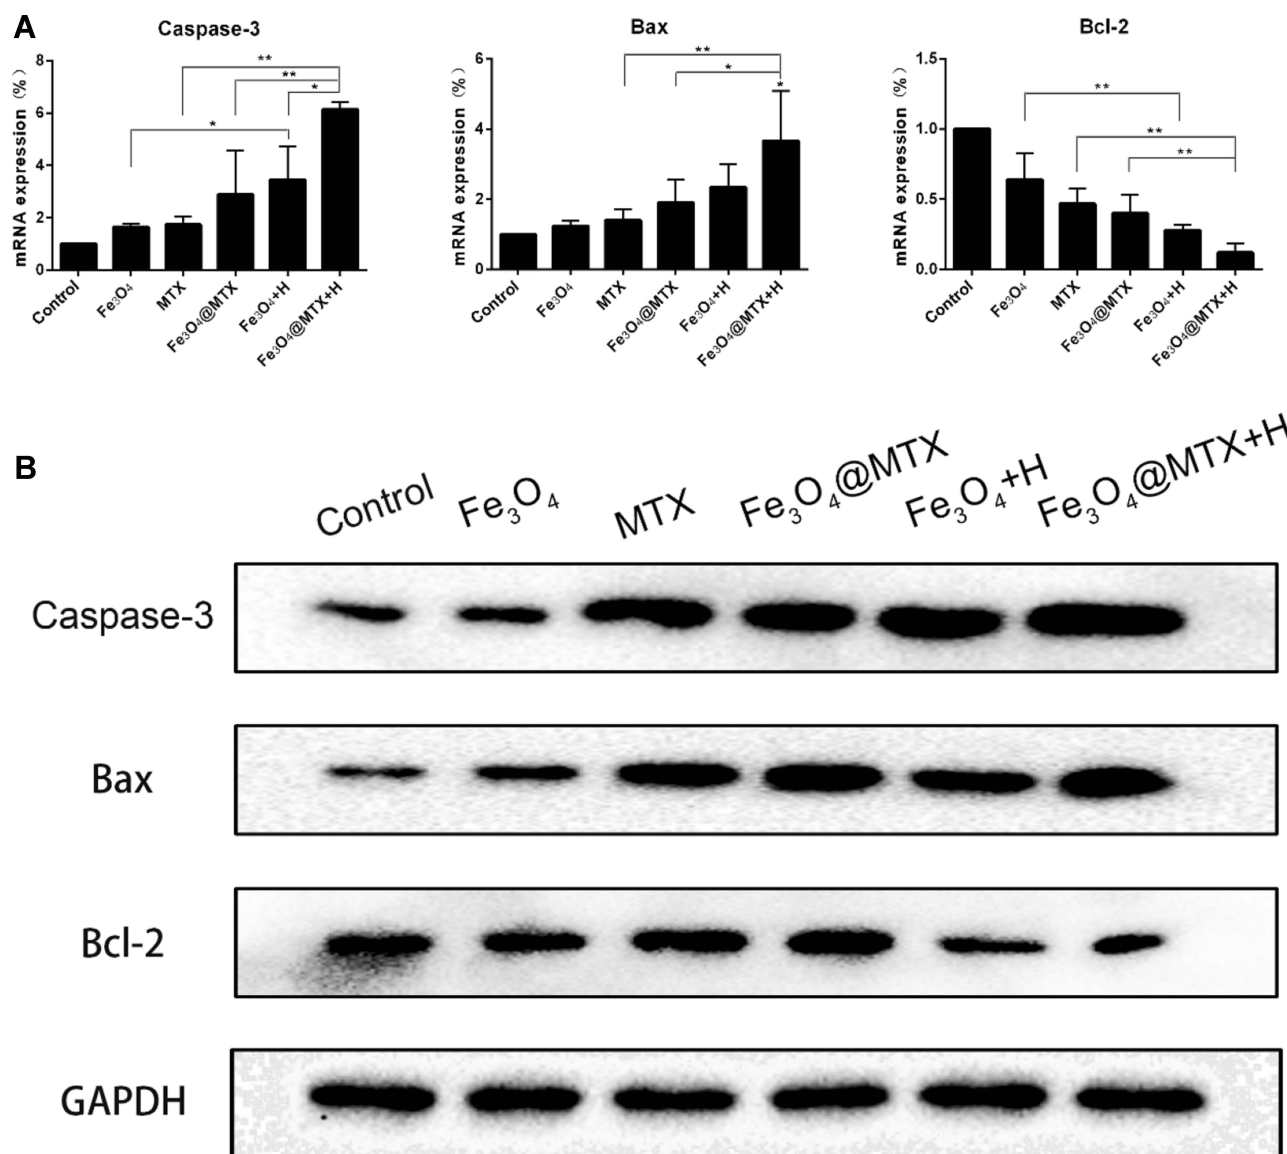 A
Caspase-3
Bax
Bcl-2
mRNA expression (%)
8
6
4
2
0
**
**
*
*
Control
Fe₃O₄
MTX
Fe₃O₄@MTX
Fe₃O₄+H
Fe₃O₄@MTX+H
mRNA expression (%)
6
4
2
0
**
*
*
Control
Fe₃O₄
MTX
Fe₃O₄@MTX
Fe₃O₄+H
Fe₃O₄@MTX+H
mRNA expression (%)
1.5
1.0
0.5
0.0
**
**
**
Control
Fe₃O₄
MTX
Fe₃O₄@MTX
Fe₃O₄+H
Fe₃O₄@MTX+H
B
Control
Fe₃O₄
MTX
Fe₃O₄@MTX
Fe₃O₄+H
Fe₃O₄@MTX+H
Caspase-3
Bax
Bcl-2
GAPDH